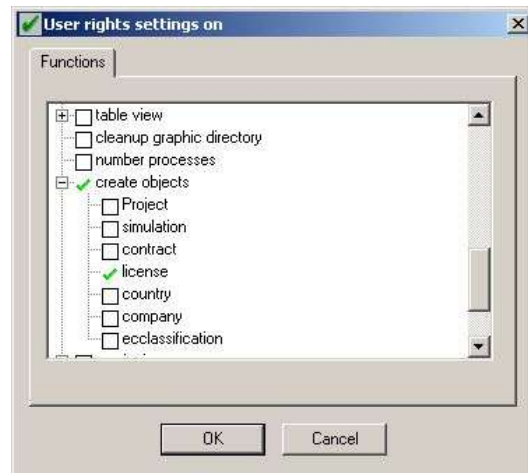 User rights settings on
Functions
table view
cleanup graphic directory
number processes
create objects
Project
simulation
contract
license
country
company
ecclassification
OK
Cancel